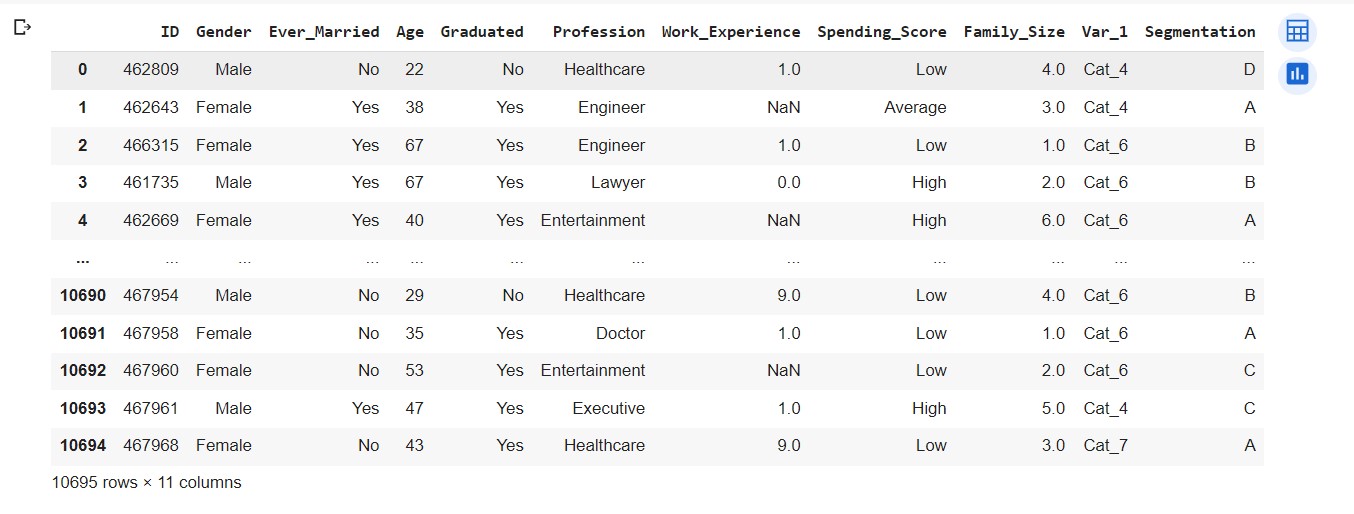 ID Gender Ever_Married Age Graduated Profession Work_Experience Spending_Score Family_Size Var_1 Segmentation
0 462809 Male No 22 No Healthcare 1.0 Low 4.0 Cat_4 D
1 462643 Female Yes 38 Yes Engineer NaN Average 3.0 Cat_4 A
2 466315 Female Yes 67 Yes Engineer 1.0 Low 1.0 Cat_6 B
3 461735 Male Yes 67 Yes Lawyer 0.0 High 2.0 Cat_6 B
4 462669 Female Yes 40 Yes Entertainment NaN High 6.0 Cat_6 A
... ... ... ... ... ... ... ... ... ... ... ...
10690 467954 Male No 29 No Healthcare 9.0 Low 4.0 Cat_6 B
10691 467958 Female No 35 Yes Doctor 1.0 Low 1.0 Cat_6 A
10692 467960 Female No 53 Yes Entertainment NaN Low 2.0 Cat_6 C
10693 467961 Male Yes 47 Yes Executive 1.0 High 5.0 Cat_4 C
10694 467968 Female No 43 Yes Healthcare 9.0 Low 3.0 Cat_7 A
10695 rows × 11 columns